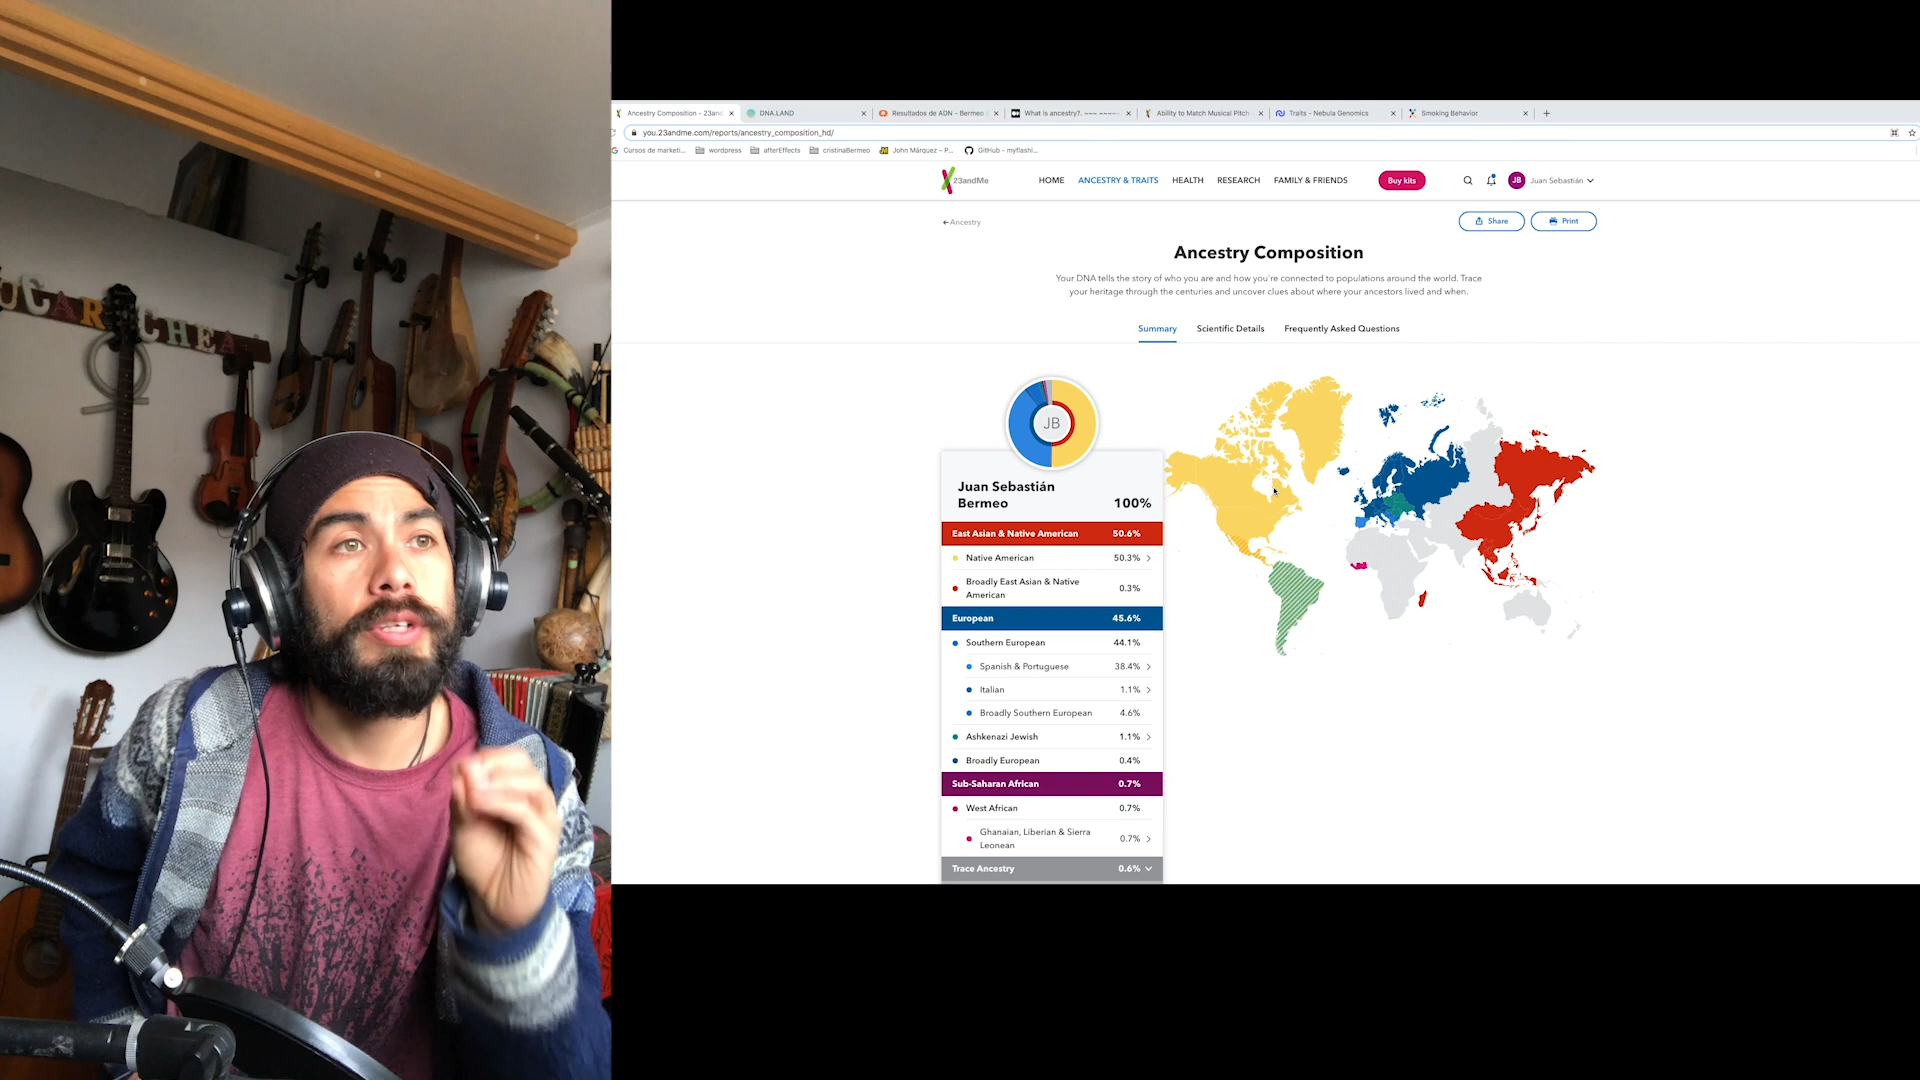 UCAR CHEA
Ancestry Composition - 23and
DNA.LAND
Resultados de ADN - Bermeo
What is ancestry?. ~~~ ~~~~~
Ability to Match Musical Pitch
Traits - Nebula Genomics
Smoking Behavior
you.23andme.com/reports/ancestry_composition_hd/
Cursos de marketi...
wordpress
afterEffects
cristinaBermeo
John Márquez – P...
GitHub - myflashi...
23andMe
HOME
ANCESTRY & TRAITS
HEALTH
RESEARCH
FAMILY & FRIENDS
Buy kits
JB
Juan Sebastián
Ancestry
Share
Print
Ancestry Composition
Your DNA tells the story of who you are and how you're connected to populations around the world. Trace
your heritage through the centuries and uncover clues about where your ancestors lived and when.
Summary
Scientific Details
Frequently Asked Questions
JB
Juan Sebastián
Bermeo 100%
East Asian & Native American 50.6%
Native American 50.3%
Broadly East Asian & Native
American 0.3%
European 45.6%
Southern European 44.1%
Spanish & Portuguese 38.4%
Italian 1.1%
Broadly Southern European 4.6%
Ashkenazi Jewish 1.1%
Broadly European 0.4%
Sub-Saharan African 0.7%
West African 0.7%
Ghanaian, Liberian & Sierra
Leonean 0.7%
Trace Ancestry 0.6%